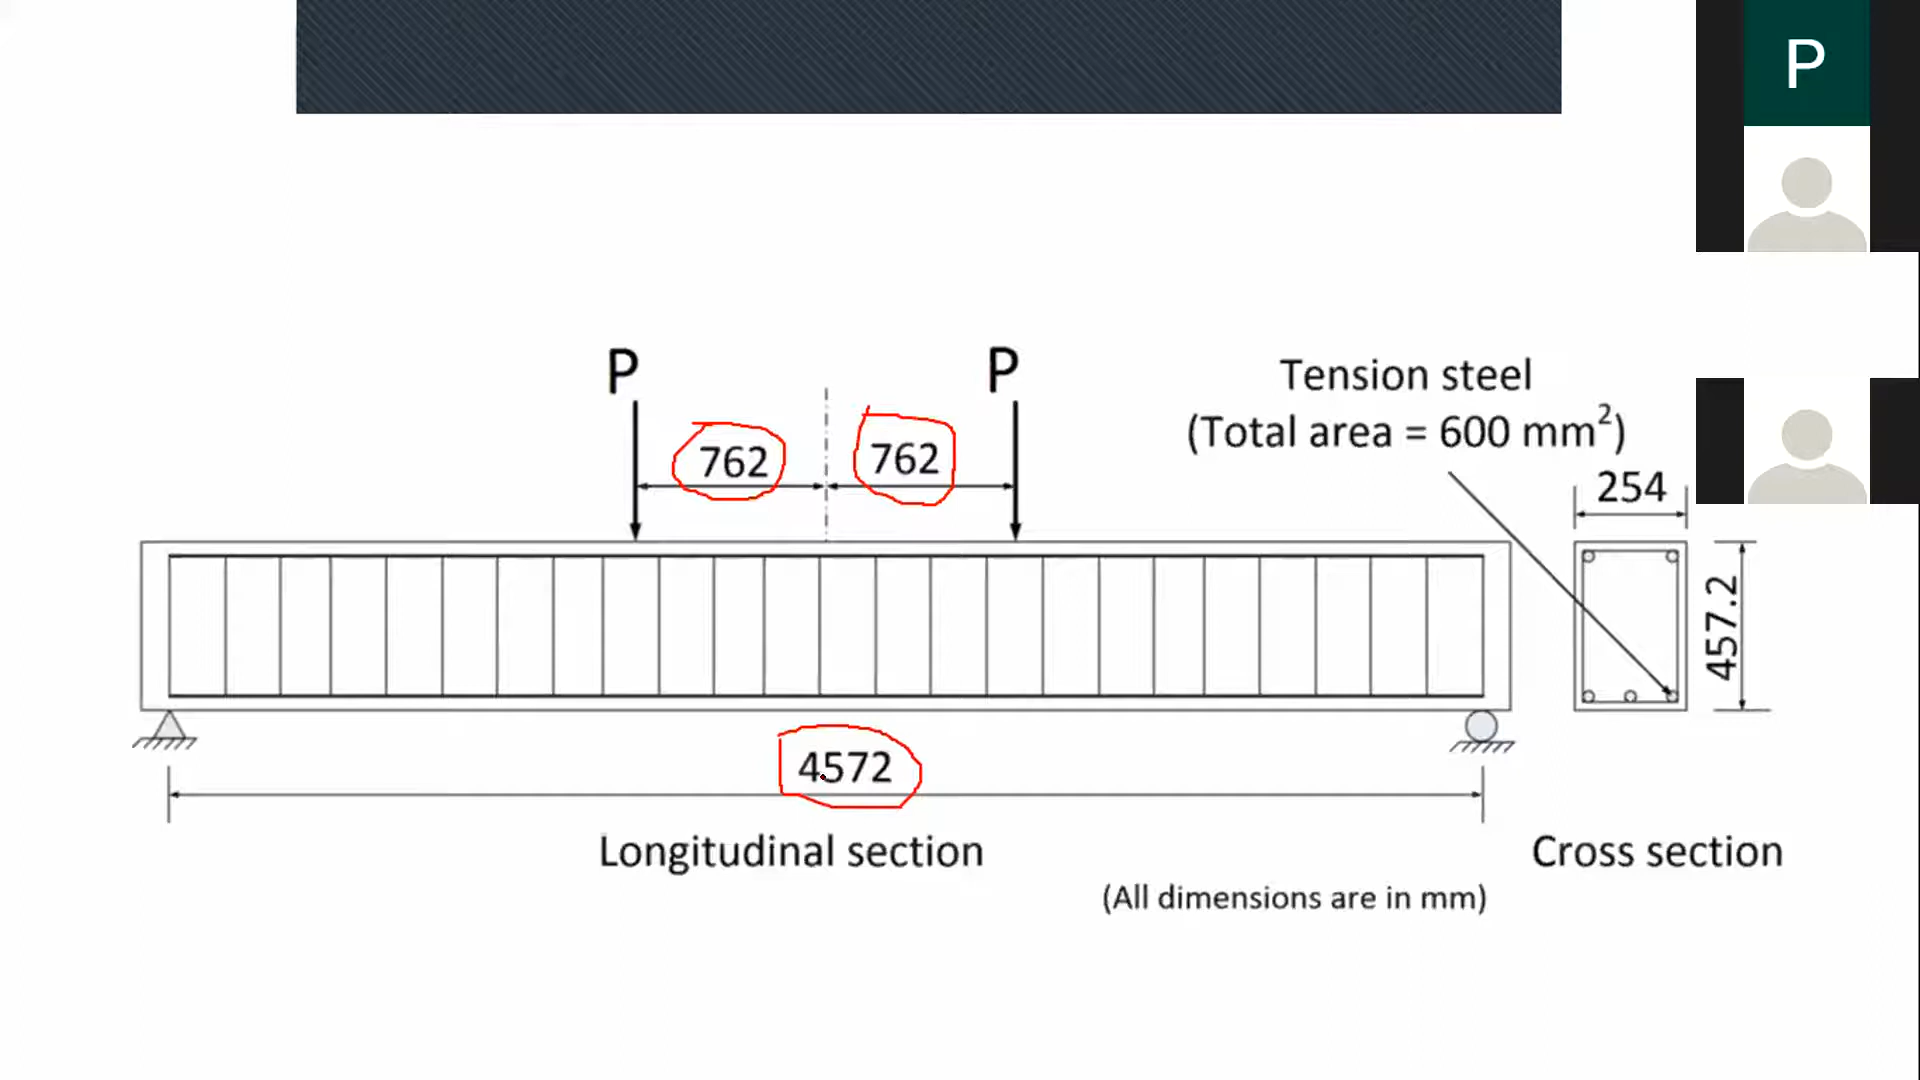 P
P
P
762
762
Tension steel
(Total area = 600 mm²)
254
457.2
4572
Longitudinal section
Cross section
(All dimensions are in mm)